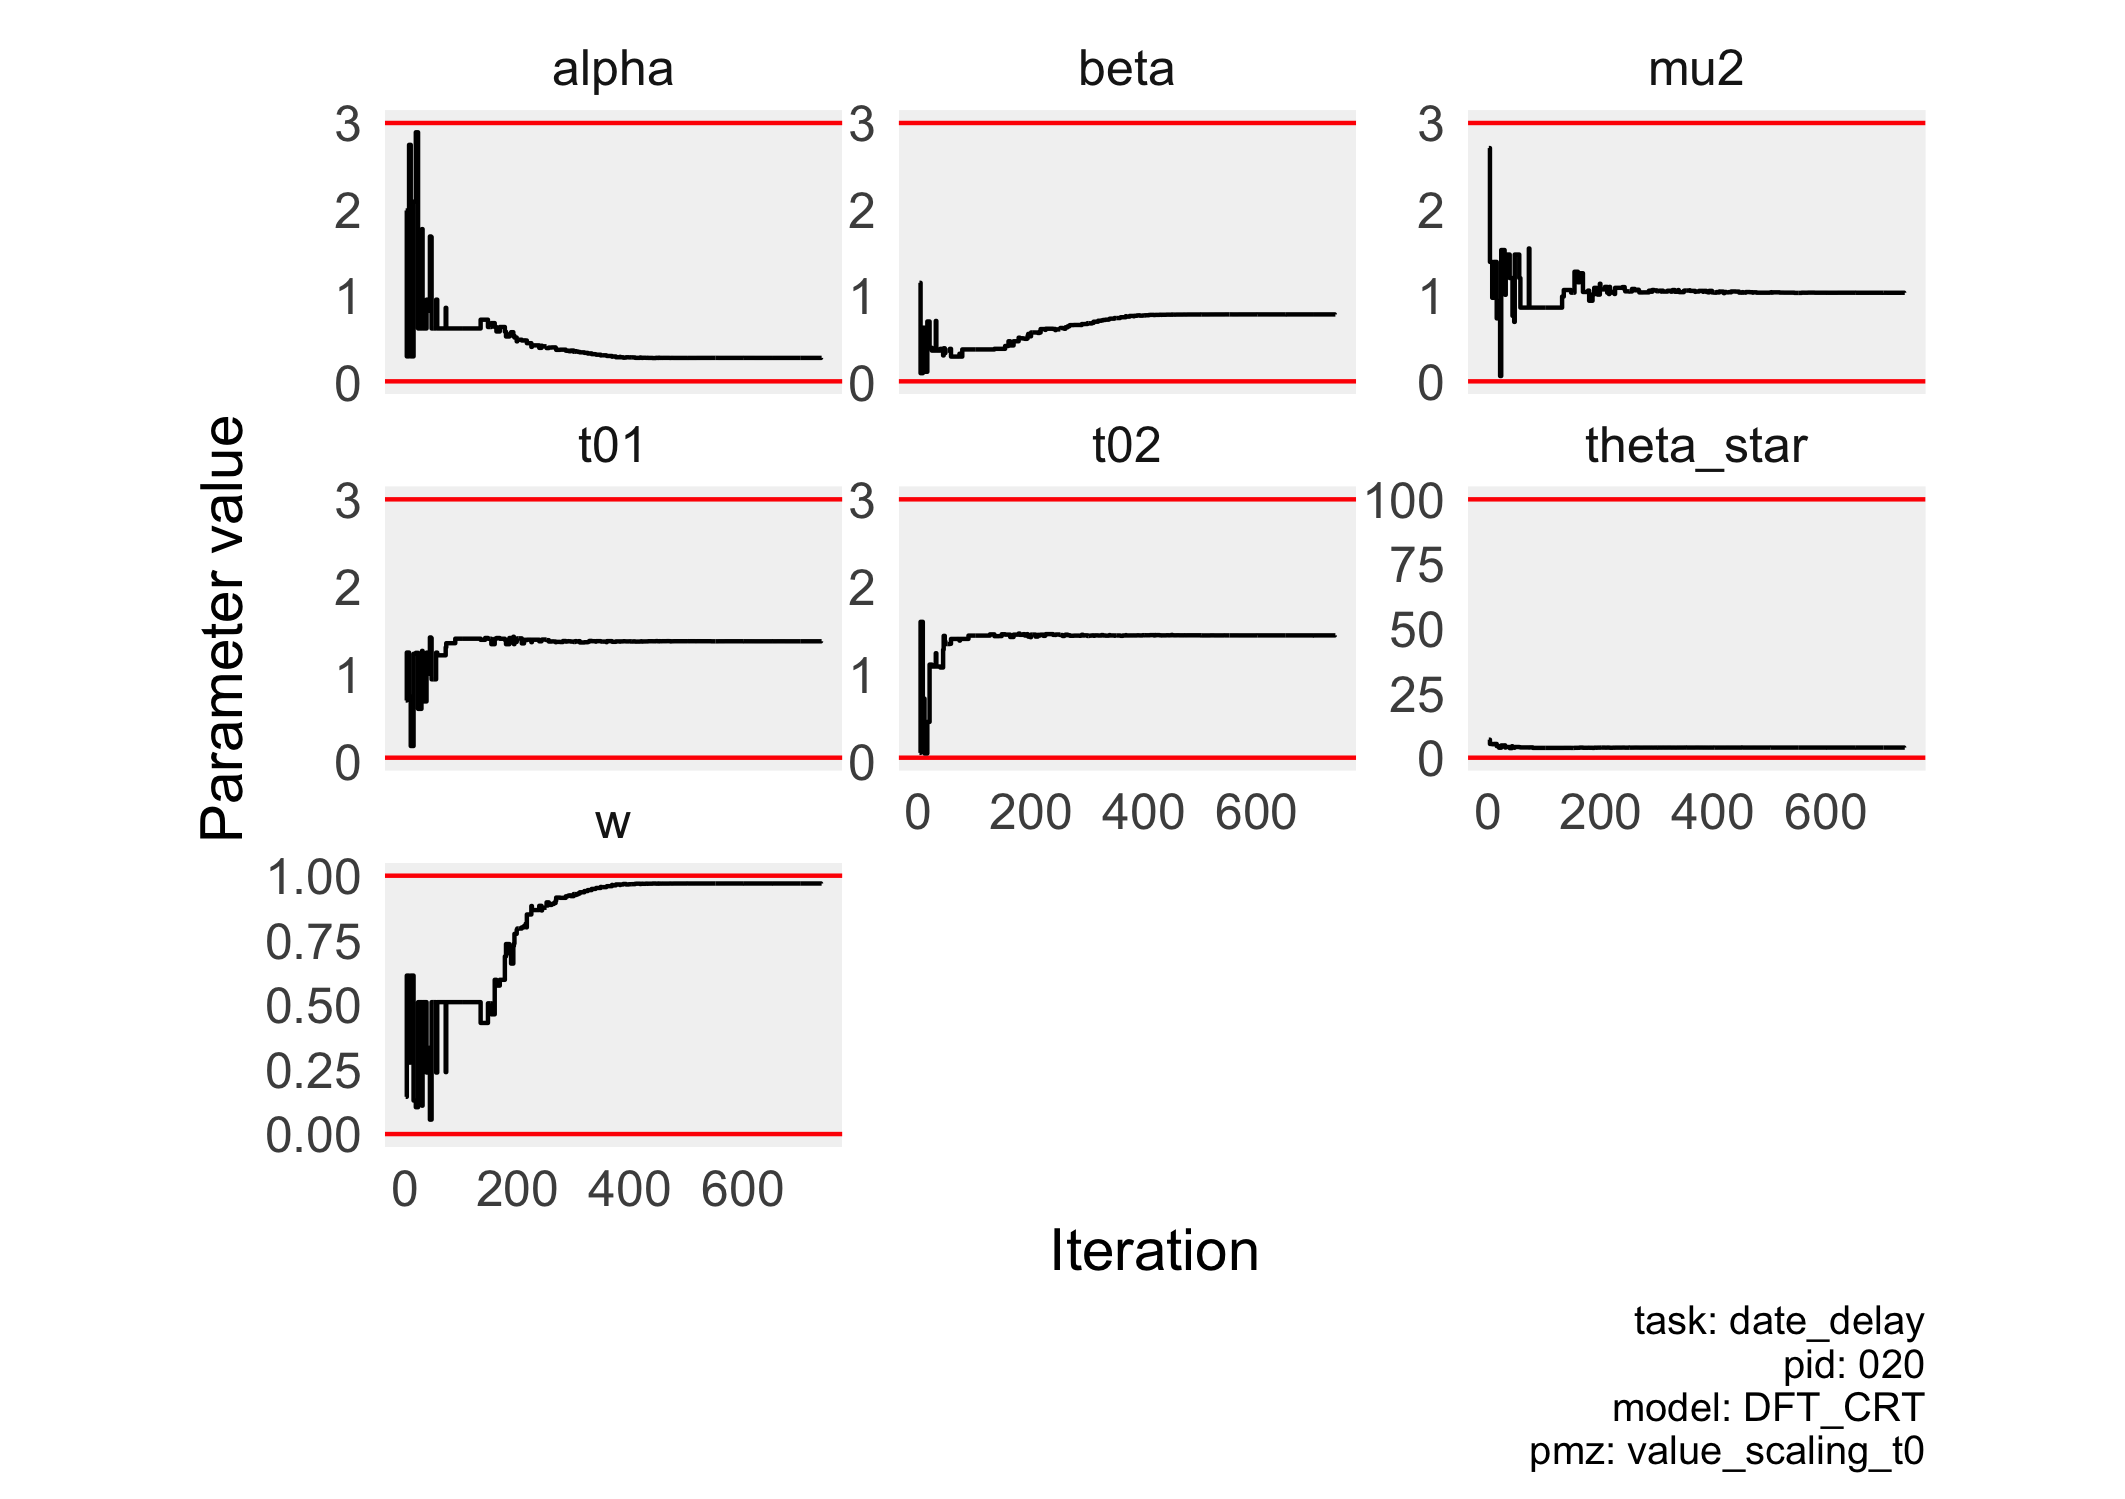 alpha beta mu2
3 3 3
2 2 2
1 1 1
0 0 0
t01 t02 theta_star
3 3 100
2 2 75
1 1 50
0 0 25
0
0 200 400 600 0 200 400 600
w
1.00
0.75
0.50
0.25
0.00
0 200 400 600
Parameter value
Iteration
task: date_delay
pid: 020
model: DFT_CRT
pmz: value_scaling_t0